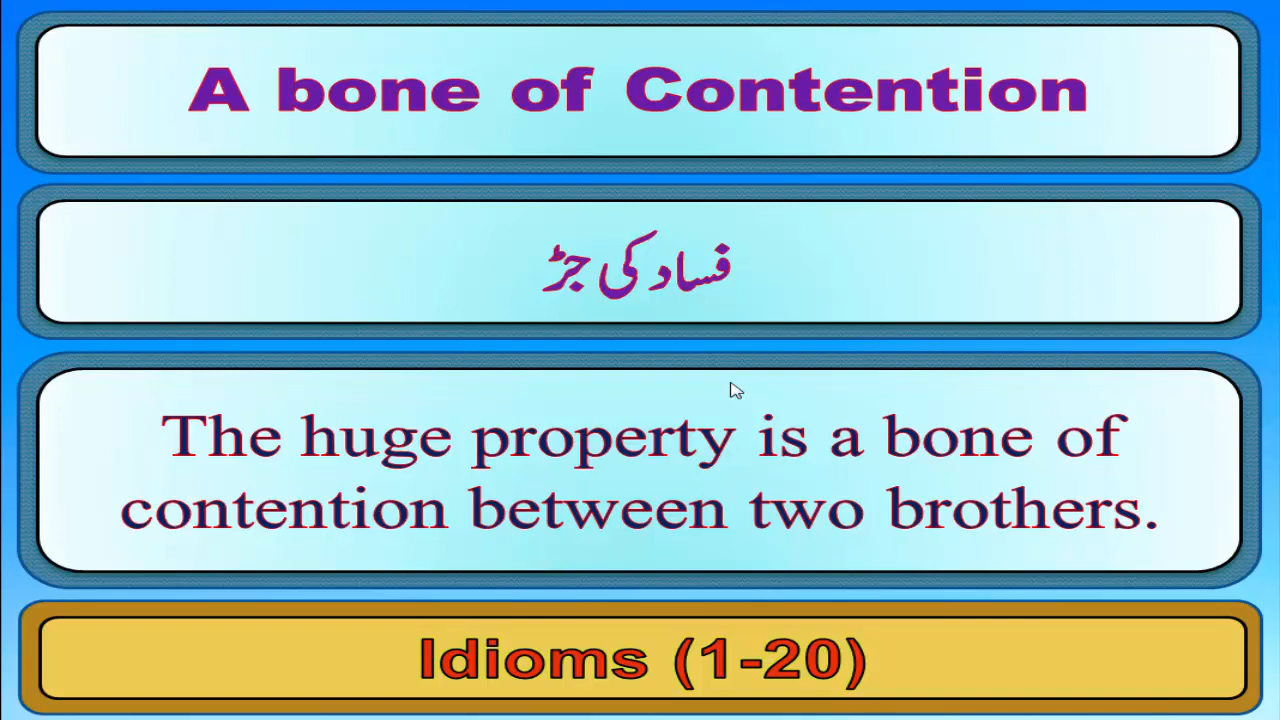 A bone of Contention
فساد کی جڑ
The huge property is a bone of
contention between two brothers.
Idioms (1-20)